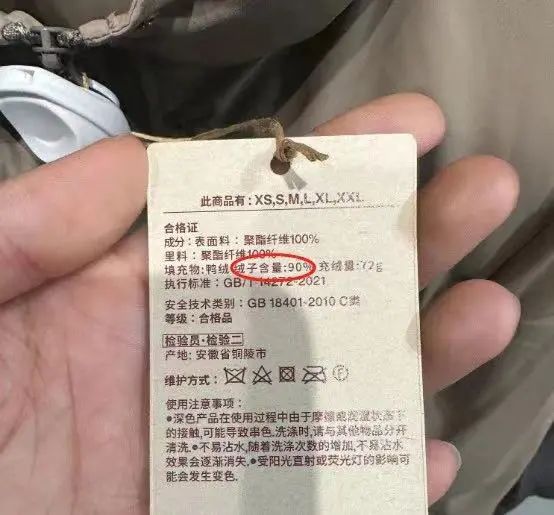 此商品有：XS,S,M,L,XL,XXL
合格证
成分：表面料：聚酯纤维100%
里料：聚酯纤维100%
填充物:鸭绒 绒子含量:90% 充绒量:72g
执行标准：GB/T 14272-2021
安全技术类别：GB 18401-2010 C类
等级：合格品
检验员·检验二
产地：安徽省铜陵市
维护方式：
使用注意事项：
●深色产品在使用过程中由于摩擦或润湿状态下
的接触,可能导致串色.洗涤时,请与其他物品分开
清洗.●不易沾水,随着洗涤次数的增加,不易沾水
效果会逐渐消失.●受阳光直射或荧光灯的影响可
能会发生变色.